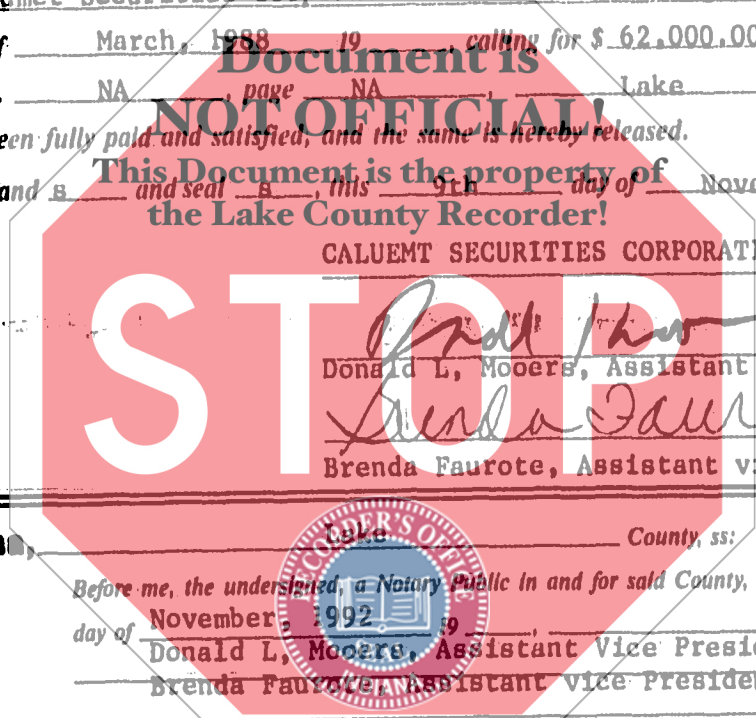 March, 1988 19 , calling for $ 62,000.00
NA , page NA , Lake
een fully paid and satisfied, and the same is hereby released.
and s and seal s , this 9th day of Nov
Document is
NOT OFFICIAL!
This Document is the property of
the Lake County Recorder!
CALUEMT SECURITIES CORPORAT
STOP
Donald L, Mooers, Assistant
Brenda Faurote, Assistant v
Lake County, ss:
RECORDER'S OFFICE
Before me, the undersigned, a Notary Public in and for said County,
day of November, 1992 19
Donald L, Mooers, Assistant Vice Presid
Brenda Faurote, Assistant vice Preside